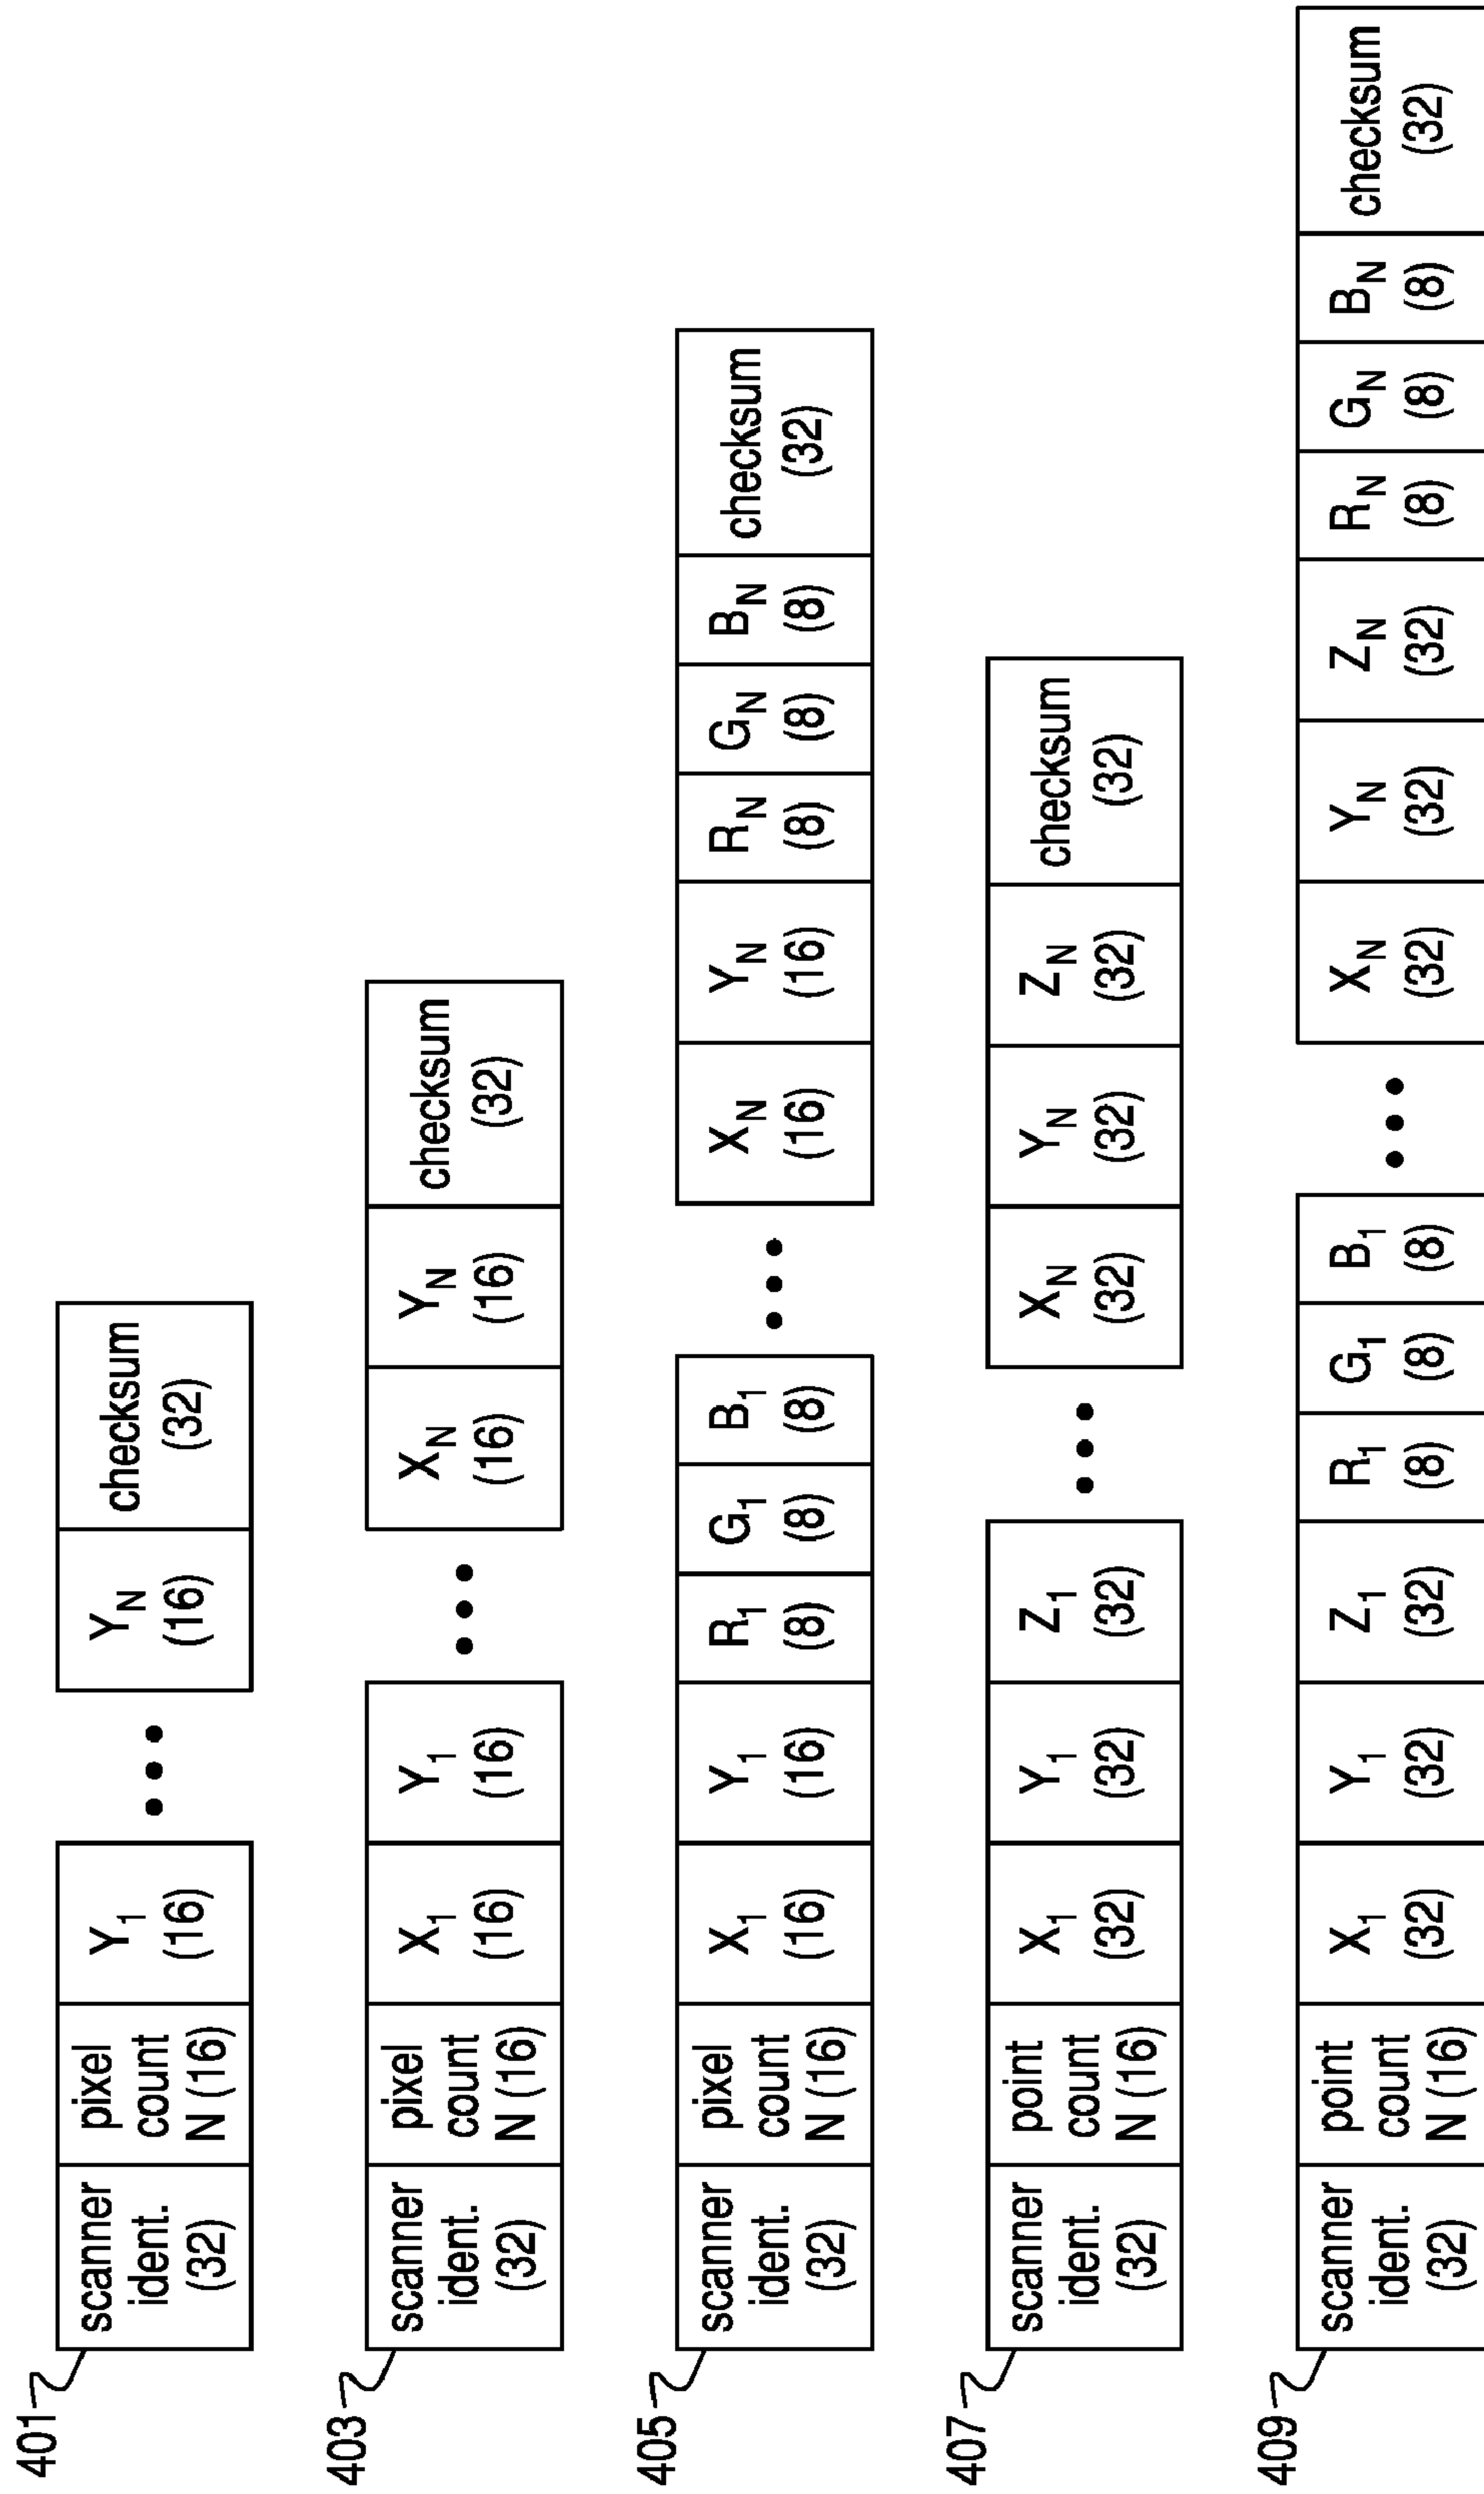 401
scanner
ident.
(32)
pixel
count
N (16)
Y1
(16)
• • •
YN
(16)
checksum
(32)
403
scanner
ident.
(32)
pixel
count
N (16)
X1
(16)
Y1
(16)
• • •
XN
(16)
YN
(16)
checksum
(32)
405
scanner
ident.
(32)
pixel
count
N (16)
X1
(16)
Y1
(16)
R1
(8)
G1
(8)
B1
(8)
• • •
XN
(16)
YN
(16)
RN
(8)
GN
(8)
BN
(8)
checksum
(32)
407
scanner
ident.
(32)
point
count
N (16)
X1
(32)
Y1
(32)
Z1
(32)
• • •
XN
(32)
YN
(32)
ZN
(32)
checksum
(32)
409
scanner
ident.
(32)
point
count
N (16)
X1
(32)
Y1
(32)
Z1
(32)
R1
(8)
G1
(8)
B1
(8)
• • •
XN
(32)
YN
(32)
ZN
(32)
RN
(8)
GN
(8)
BN
(8)
checksum
(32)